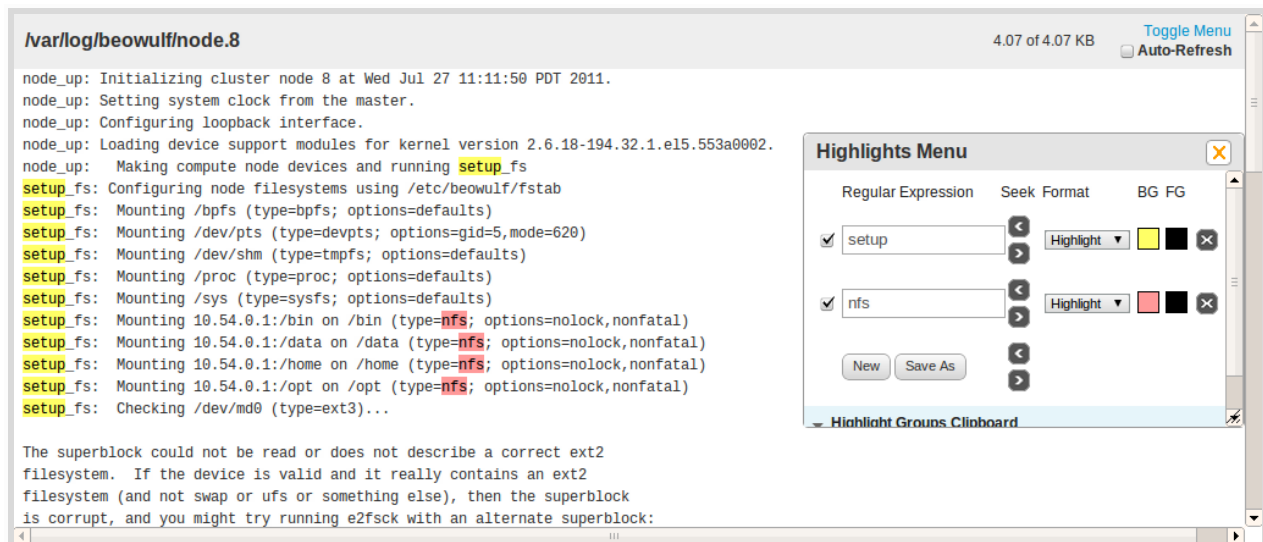 /var/log/beowulf/node.8
4.07 of 4.07 KB
Toggle Menu
Auto-Refresh
node_up: Initializing cluster node 8 at Wed Jul 27 11:11:50 PDT 2011.
node_up: Setting system clock from the master.
node_up: Configuring loopback interface.
node_up: Loading device support modules for kernel version 2.6.18-194.32.1.el5.553a0002.
node_up:   Making compute node devices and running setup_fs
setup_fs: Configuring node filesystems using /etc/beowulf/fstab
setup_fs:  Mounting /bpfs (type=bpfs; options=defaults)
setup_fs:  Mounting /dev/pts (type=devpts; options=gid=5,mode=620)
setup_fs:  Mounting /dev/shm (type=tmpfs; options=defaults)
setup_fs:  Mounting /proc (type=proc; options=defaults)
setup_fs:  Mounting /sys (type=sysfs; options=defaults)
setup_fs:  Mounting 10.54.0.1:/bin on /bin (type=nfs; options=nolock,nonfatal)
setup_fs:  Mounting 10.54.0.1:/data on /data (type=nfs; options=nolock,nonfatal)
setup_fs:  Mounting 10.54.0.1:/home on /home (type=nfs; options=nolock,nonfatal)
setup_fs:  Mounting 10.54.0.1:/opt on /opt (type=nfs; options=nolock,nonfatal)
setup_fs:  Checking /dev/md0 (type=ext3)...
The superblock could not be read or does not describe a correct ext2
filesystem.  If the device is valid and it really contains an ext2
filesystem (and not swap or ufs or something else), then the superblock
is corrupt, and you might try running e2fsck with an alternate superblock:
Highlights Menu
Regular Expression Seek Format BG FG
setup Highlight
nfs Highlight
New Save As
Highlight Groups Clipboard